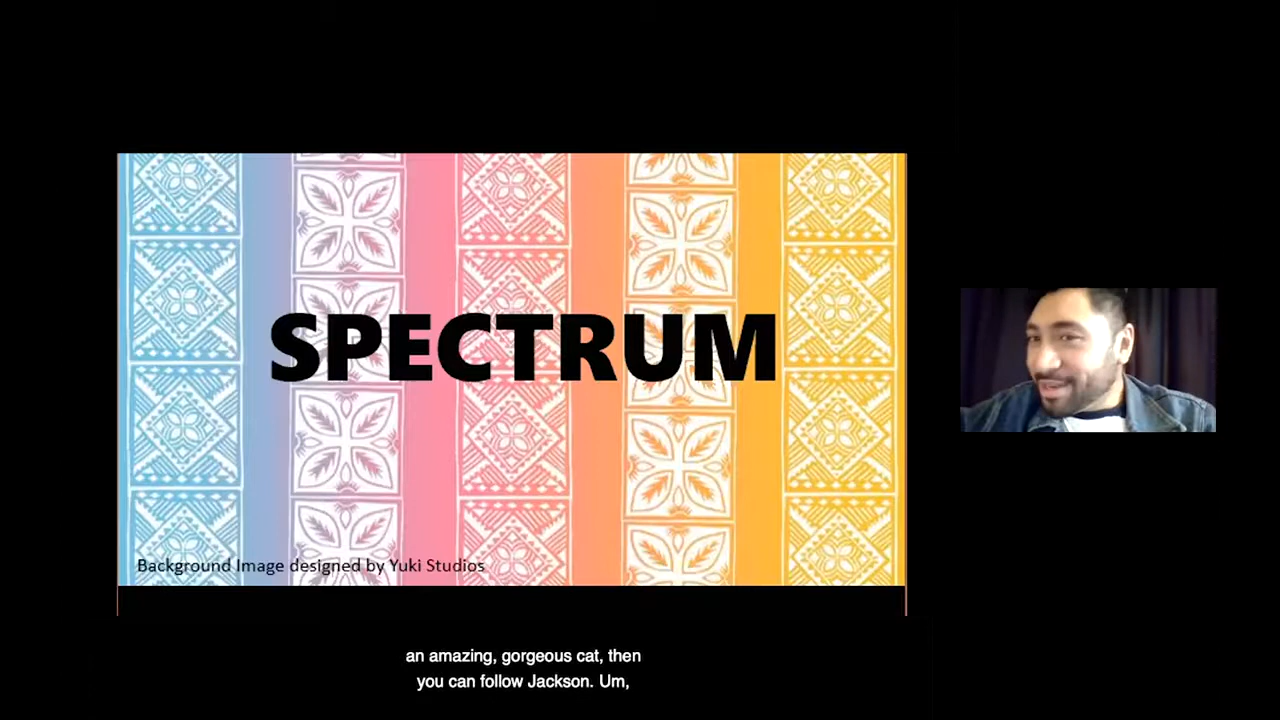 SPECTRUM
Background Image designed by Yuki Studios
an amazing, gorgeous cat, then
you can follow Jackson. Um,